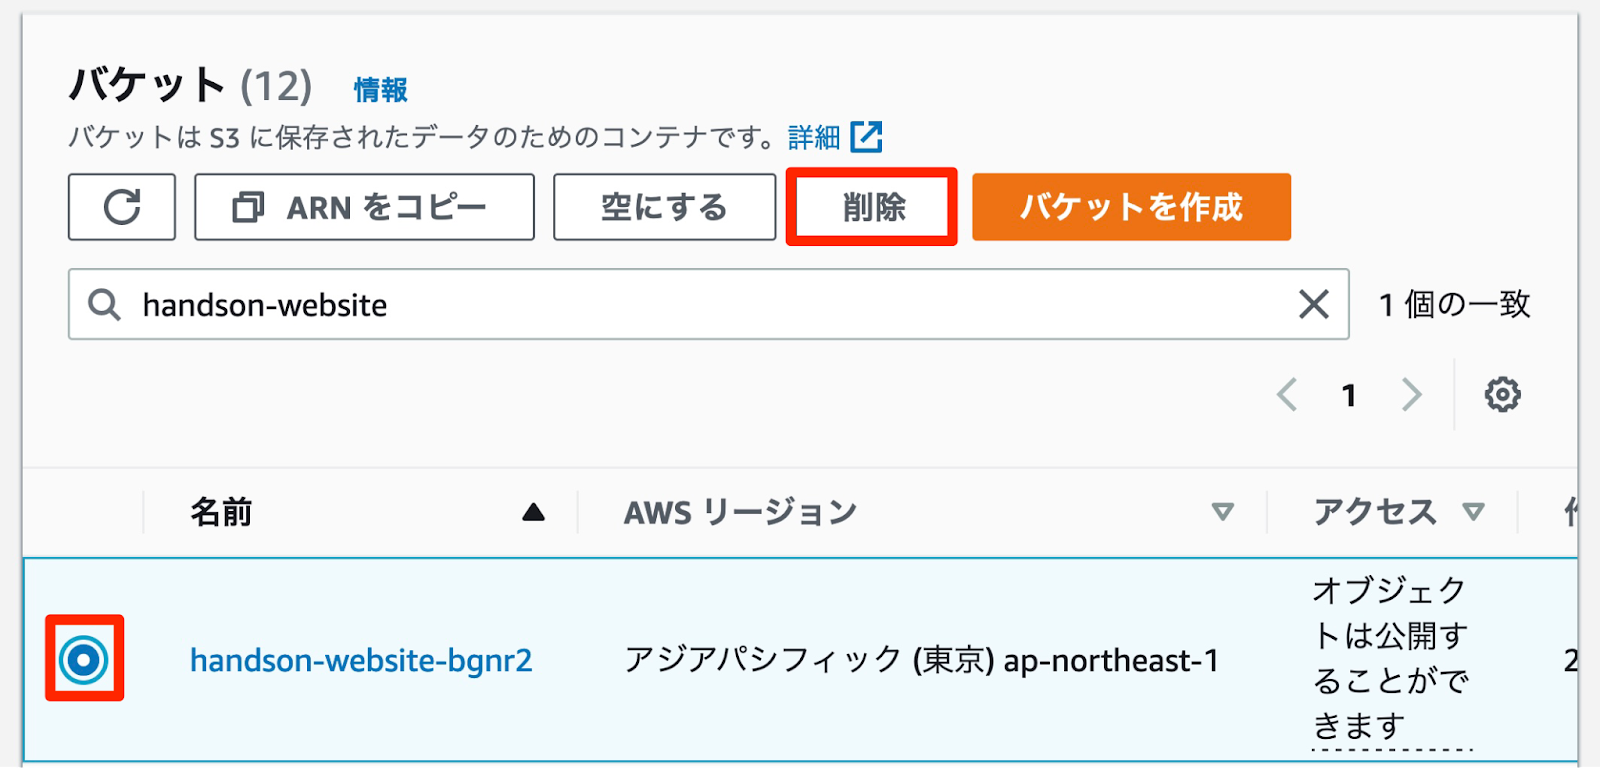 バケット (12) 情報
バケットは S3 に保存されたデータのためのコンテナです。詳細
ARN をコピー 空にする 削除 バケットを作成
handson-website 1 個の一致
1
名前 AWS リージョン アクセス
handson-website-bgnr2 アジアパシフィック (東京) ap-northeast-1
オブジェク
トは公開す
ることがで
きます